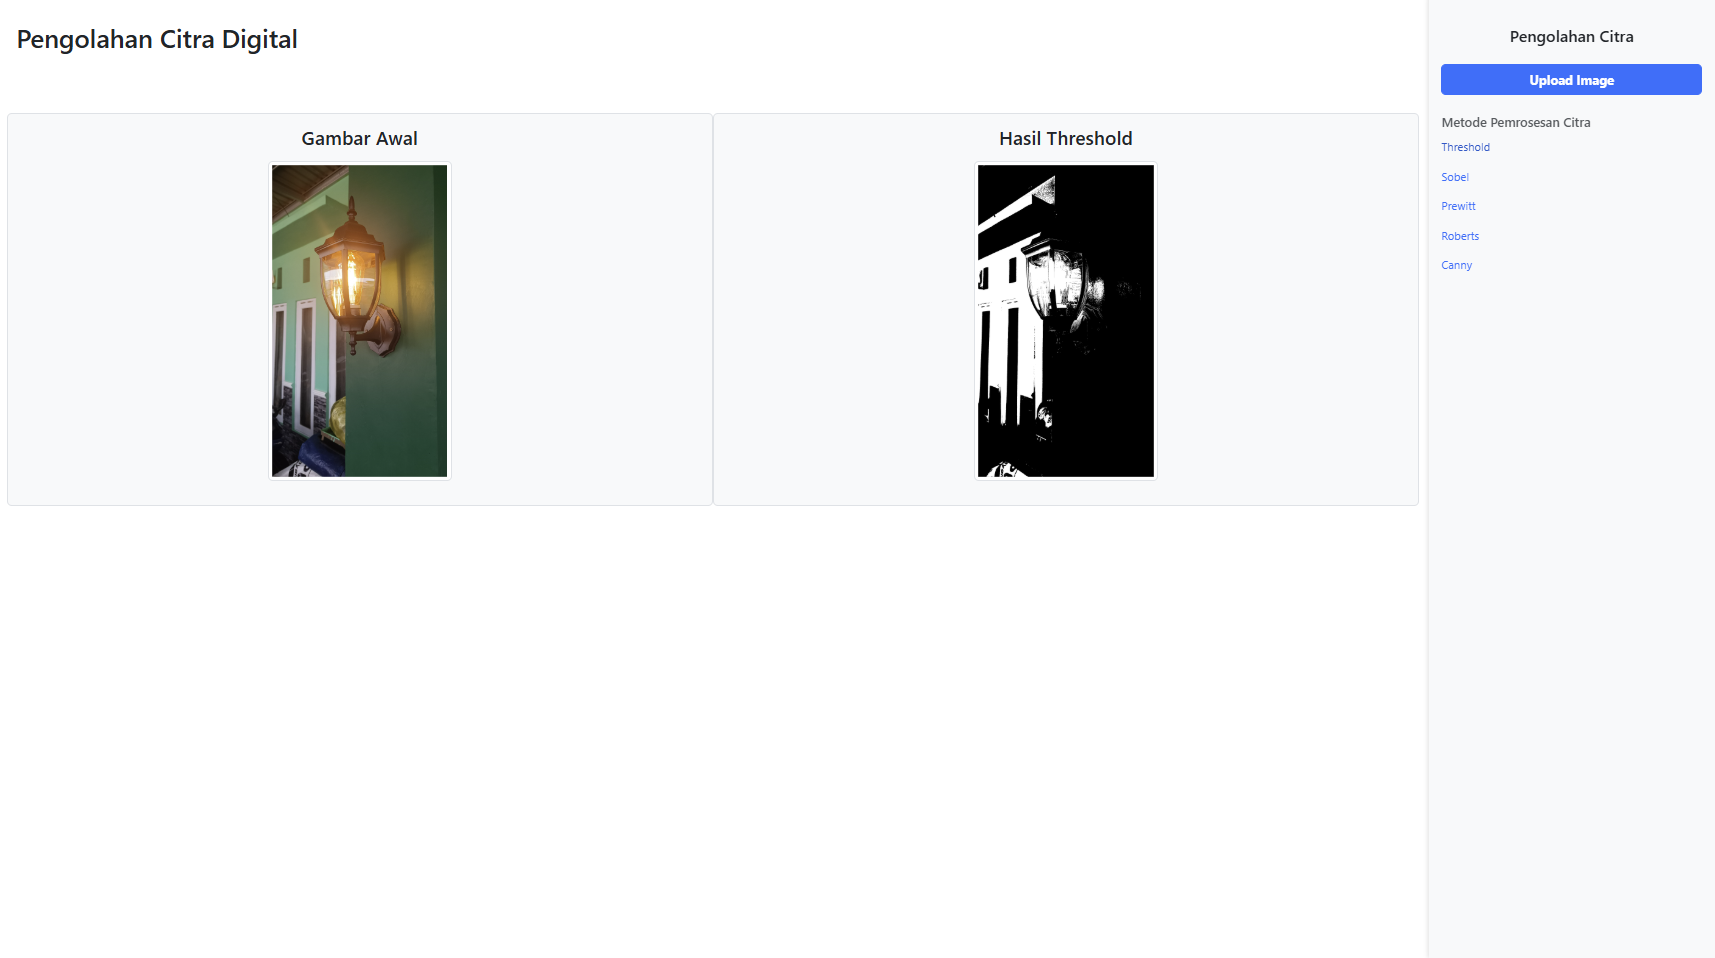 Pengolahan Citra Digital
Gambar Awal
Hasil Threshold
Pengolahan Citra
Upload Image
Metode Pemrosesan Citra
Threshold
Sobel
Prewitt
Roberts
Canny